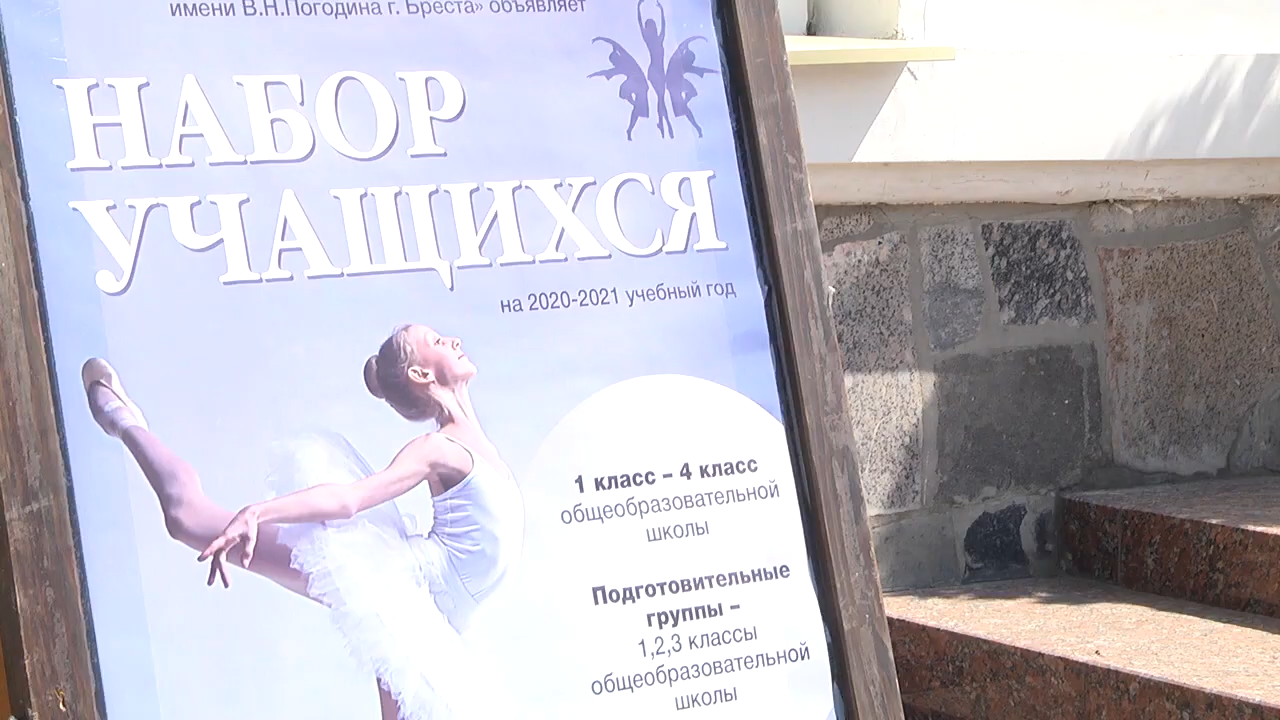 имени В.Н.Погодина г. Бреста» объявляет
НАБОР
УЧАЩИХСЯ
на 2020-2021 учебный год
1 класс – 4 класс
общеобразовательной
школы
Подготовительные
группы –
1,2,3 классы
общеобразовательной
школы